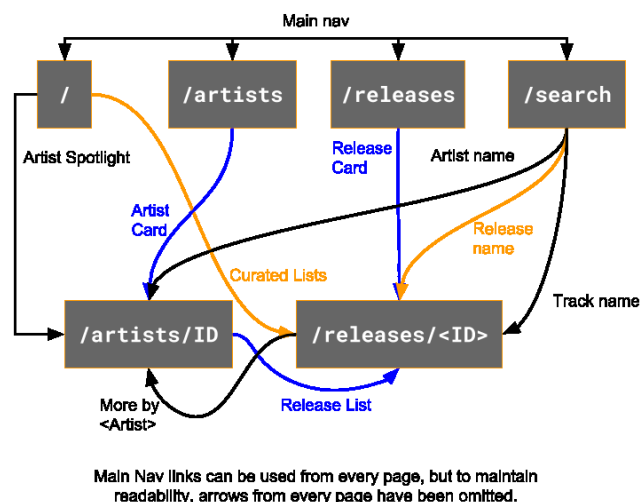 Main nav
/
/artists
/releases
/search
Artist Spotlight
Release
Card
Artist name
Artist
Card
Release
name
Curated Lists
Track name
/artists/ID
/releases/<ID>
More by
<Artist>
Release List
Main Nav links can be used from every page, but to maintain
readability, arrows from every page have been omitted.